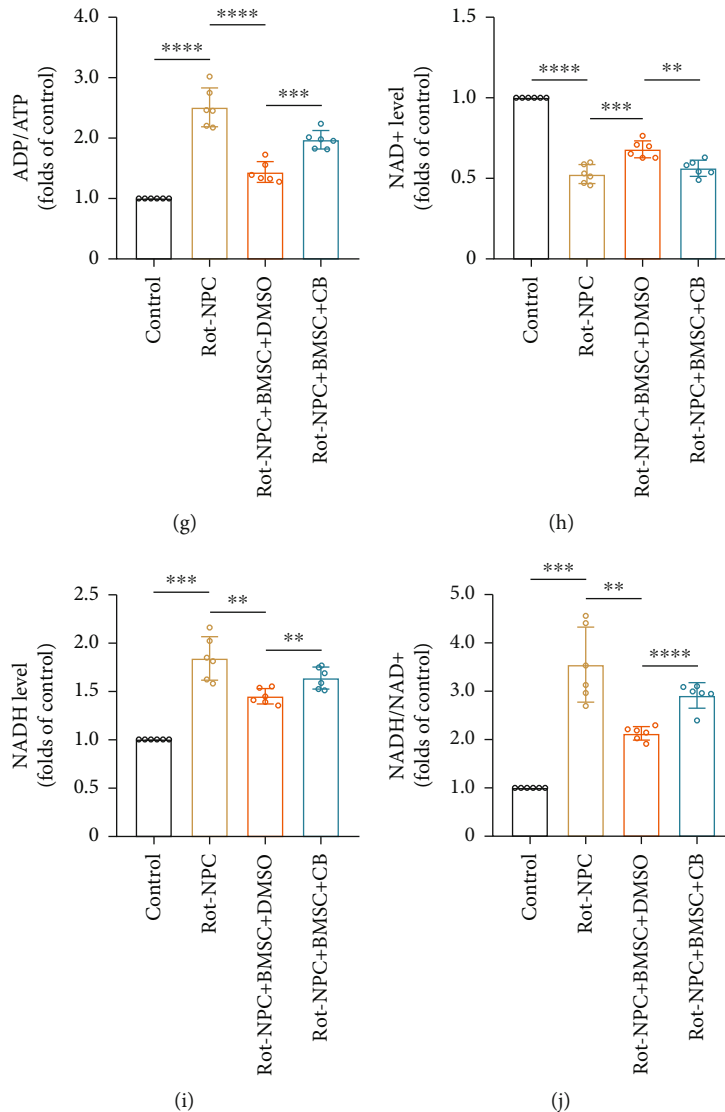 ****
****
***
4.0
3.0
2.0
1.0
0
ADP/ATP
(folds of control)
Control
Rot-NPC
Rot-NPC+BMSC+DMSO
Rot-NPC+BMSC+CB
(g)
****
***
**
1.5
1.0
0.5
0
NAD+ level
(folds of control)
Control
Rot-NPC
Rot-NPC+BMSC+DMSO
Rot-NPC+BMSC+CB
(h)
***
**
**
2.5
2.0
1.5
1.0
0.5
0
NADH level
(folds of control)
Control
Rot-NPC
Rot-NPC+BMSC+DMSO
Rot-NPC+BMSC+CB
(i)
***
**
****
5.0
4.0
3.0
2.0
1.0
0
NADH/NAD+
(folds of control)
Control
Rot-NPC
Rot-NPC+BMSC+DMSO
Rot-NPC+BMSC+CB
(j)